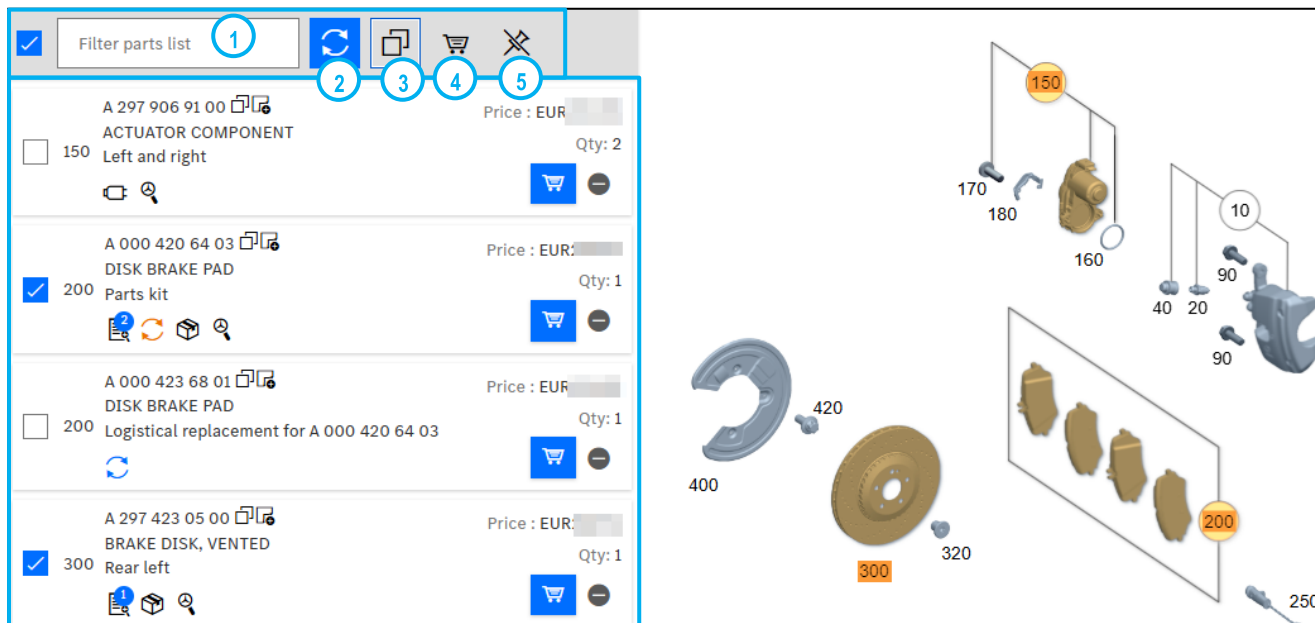 Filter parts list
1
2
3
4
5
A 297 906 91 00
Price : EUR
ACTUATOR COMPONENT
150
Left and right
Qty: 2
A 000 420 64 03
Price : EUR
DISK BRAKE PAD
200
Parts kit
Qty: 1
2
A 000 423 68 01
Price : EUR
DISK BRAKE PAD
200
Logistical replacement for A 000 420 64 03
Qty: 1
A 297 423 05 00
Price : EUR
BRAKE DISK, VENTED
300
Rear left
Qty: 1
1
150
170
180
160
10
90
40
20
90
420
400
200
320
300
250